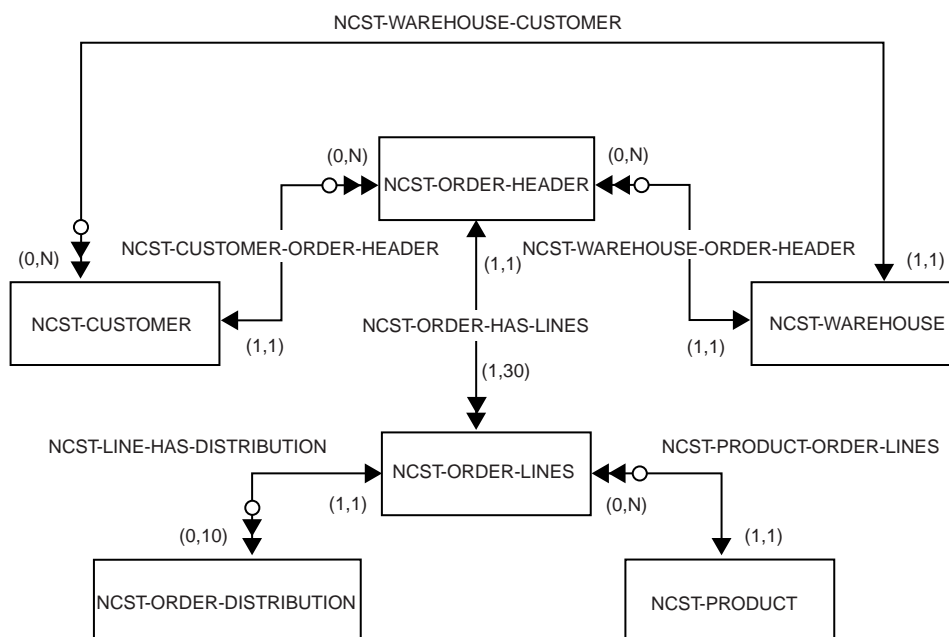 NCST-WAREHOUSE-CUSTOMER
(0,N)
(0,N)
NCST-ORDER-HEADER
NCST-CUSTOMER-ORDER-HEADER
NCST-WAREHOUSE-ORDER-HEADER
(0,N)
(1,1)
(1,1)
NCST-CUSTOMER
NCST-ORDER-HAS-LINES
NCST-WAREHOUSE
(1,1)
(1,1)
(1,30)
NCST-LINE-HAS-DISTRIBUTION
NCST-PRODUCT-ORDER-LINES
NCST-ORDER-LINES
(1,1)
(0,N)
(0,10)
(1,1)
NCST-ORDER-DISTRIBUTION
NCST-PRODUCT